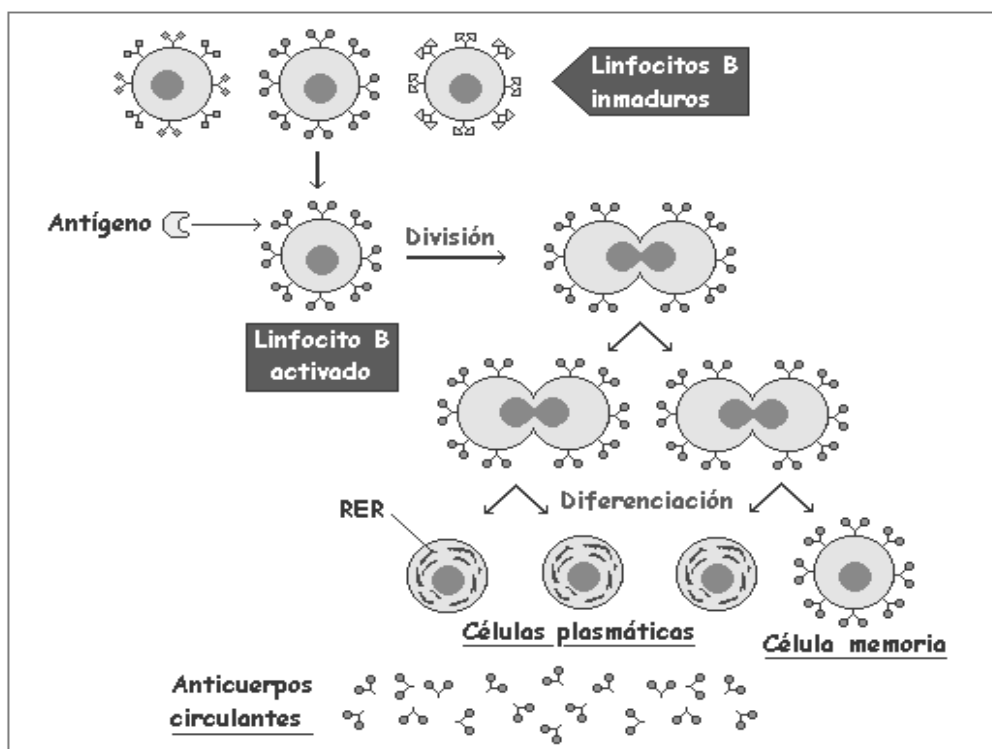 Linfocitos B
inmaduros
Antígeno
División
Linfocito B
activado
Diferenciación
RER
Células plasmáticas
Célula memoria
Anticuerpos
circulantes